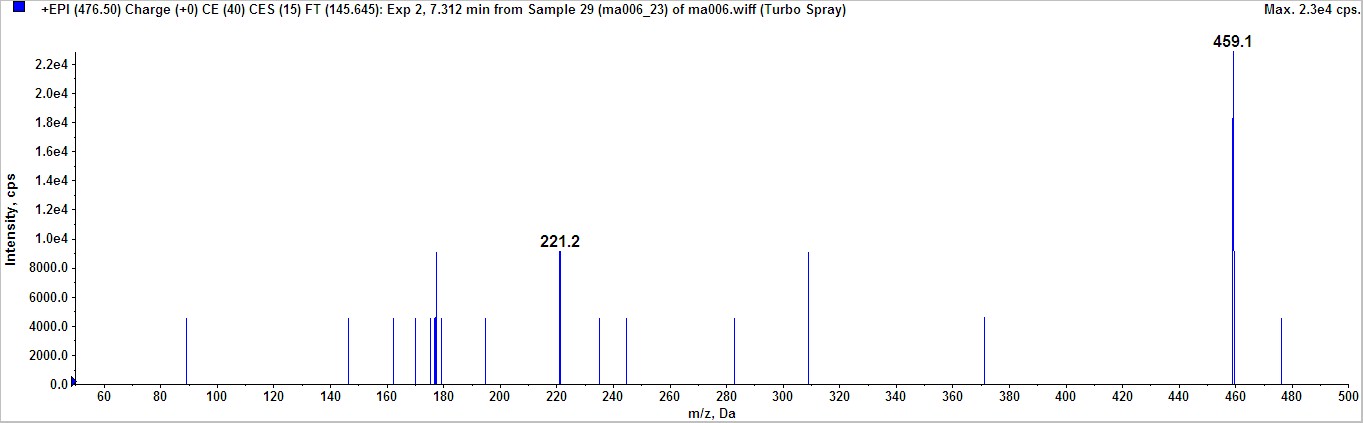 +EPI (476.50) Charge (+0) CE (40) CES (15) FT (145.645): Exp 2, 7.312 min from Sample 29 (ma006_23) of ma006.wiff (Turbo Spray)
Max. 2.3e4 cps.
459.1
221.2
Intensity, cps
2.2e4
2.0e4
1.8e4
1.6e4
1.4e4
1.2e4
1.0e4
8000.0
6000.0
4000.0
2000.0
0.0
60 80 100 120 140 160 180 200 220 240 260 280 300 320 340 360 380 400 420 440 460 480 500
m/z, Da